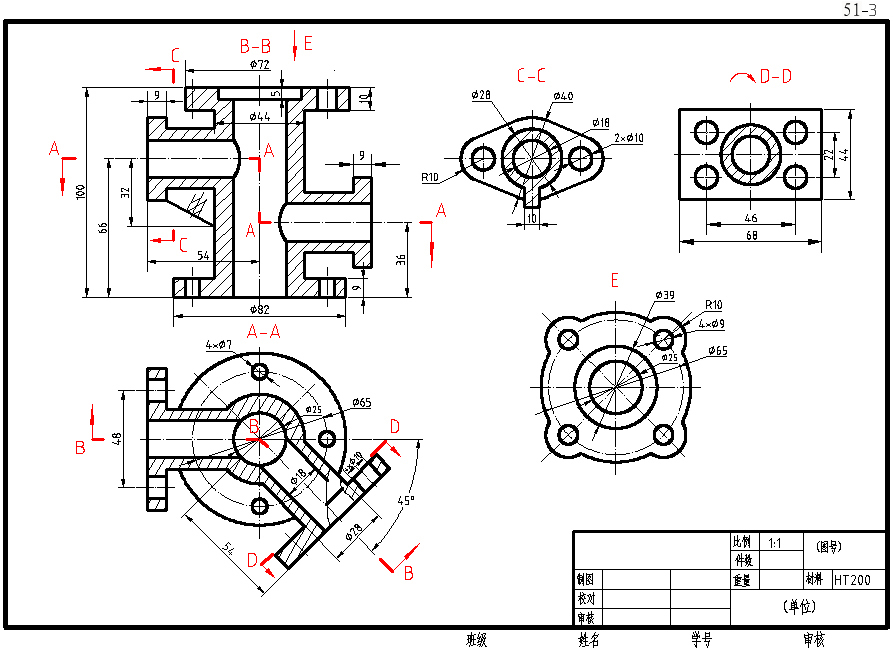 51-3
B-B
E
C
φ72
9
5
10
φ44
A
A
9
100
66
32
A
A
C
54
36
9
φ82
C-C
φ28
φ40
φ18
2×φ10
R10
10
D-D
22
44
46
68
A-A
4×φ7
φ25
φ65
B
48
B
D
2×φ10
φ18
45°
φ28
54
D
B
E
φ39
R10
4×φ9
φ25
φ65
比例
1:1
(图号)
件数
制图
重量
材料
HT200
校对
(单位)
审核
班级
姓名
学号
审核